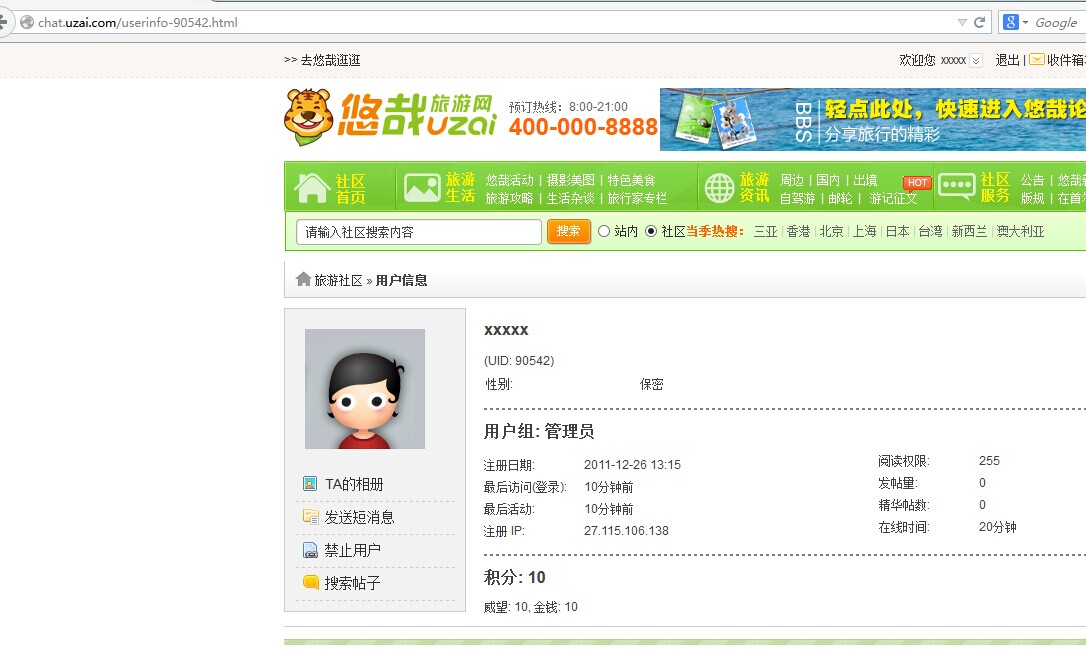 chat.uzai.com/userinfo-90542.html
Google
>> 去悠哉逛逛
欢迎您 xxxxx 退出 | 收件箱
悠哉旅游网 uzai
预订热线：8:00-21:00
400-000-8888
BBS
轻点此处，快速进入悠哉论
分享旅行的精彩
社区首页
旅游生活
悠哉活动 | 摄影美图 | 特色美食
旅游攻略 | 生活杂谈 | 旅行家专栏
旅游资讯
周边 | 国内 | 出境 HOT
自驾游 | 邮轮 | 游记征文
社区服务
公告 | 悠哉
版规 | 在首
请输入社区搜索内容 搜索 站内 社区 当季热搜： 三亚 | 香港 | 北京 | 上海 | 日本 | 台湾 | 新西兰 | 澳大利亚
旅游社区 » 用户信息
TA的相册
发送短消息
禁止用户
搜索帖子
xxxxx
(UID: 90542)
性别: 保密
用户组: 管理员
注册日期: 2011-12-26 13:15
最后访问(登录): 10分钟前
最后活动: 10分钟前
注册 IP: 27.115.106.138
阅读权限: 255
发帖量: 0
精华帖数: 0
在线时间: 20分钟
积分: 10
威望: 10, 金钱: 10